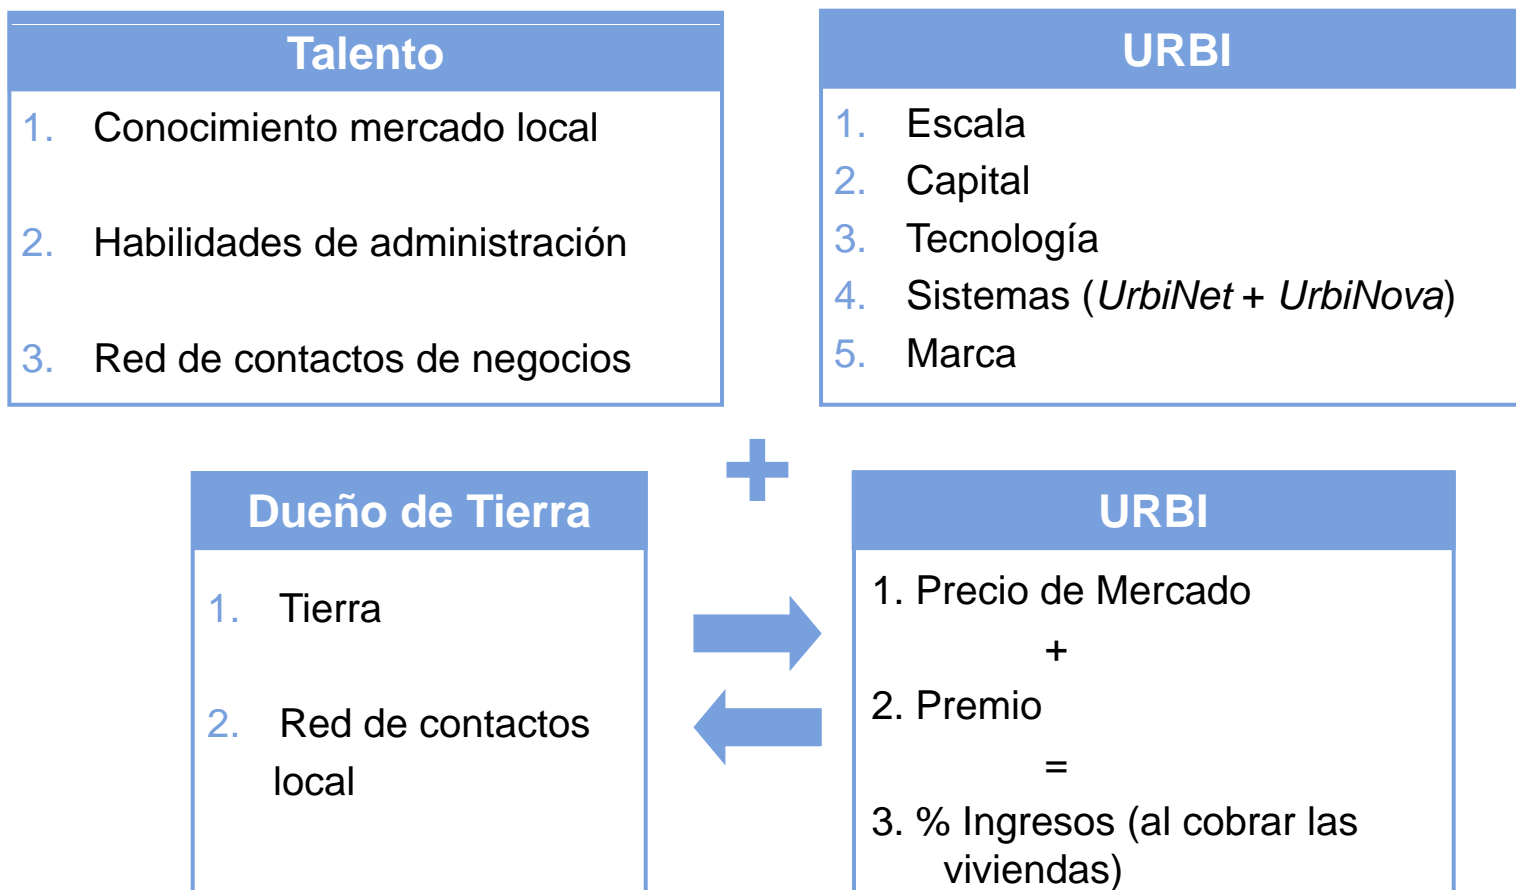 Talento
1. Conocimiento mercado local
2. Habilidades de administración
3. Red de contactos de negocios
URBI
1. Escala
2. Capital
3. Tecnología
4. Sistemas (UrbiNet + UrbiNova)
5. Marca
+
Dueño de Tierra
1. Tierra
2. Red de contactos
local
URBI
1. Precio de Mercado
+
2. Premio
=
3. % Ingresos (al cobrar las
viviendas)